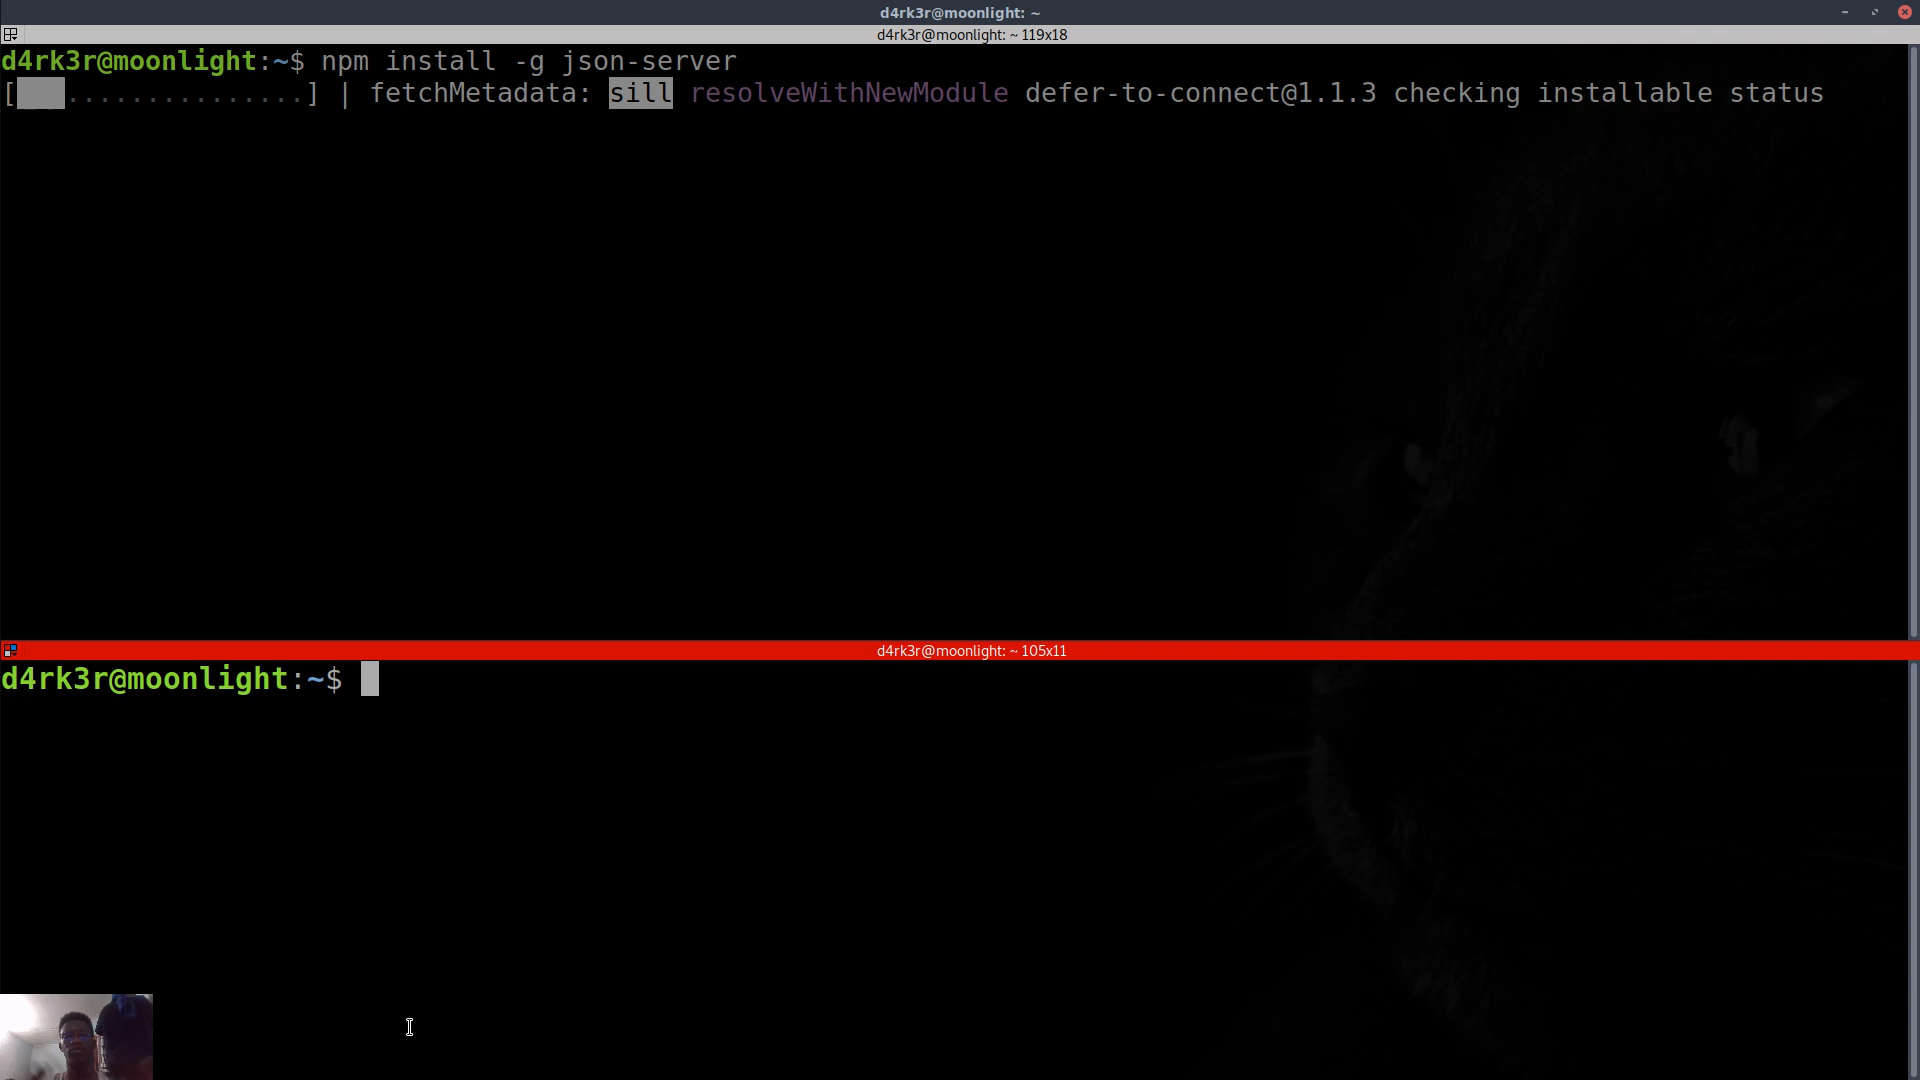 d4rk3r@moonlight: ~
d4rk3r@moonlight: ~ 119x18
d4rk3r@moonlight:~$ npm install -g json-server
[   ...............] | fetchMetadata: sill resolveWithNewModule defer-to-connect@1.1.3 checking installable status
d4rk3r@moonlight: ~ 105x11
d4rk3r@moonlight:~$